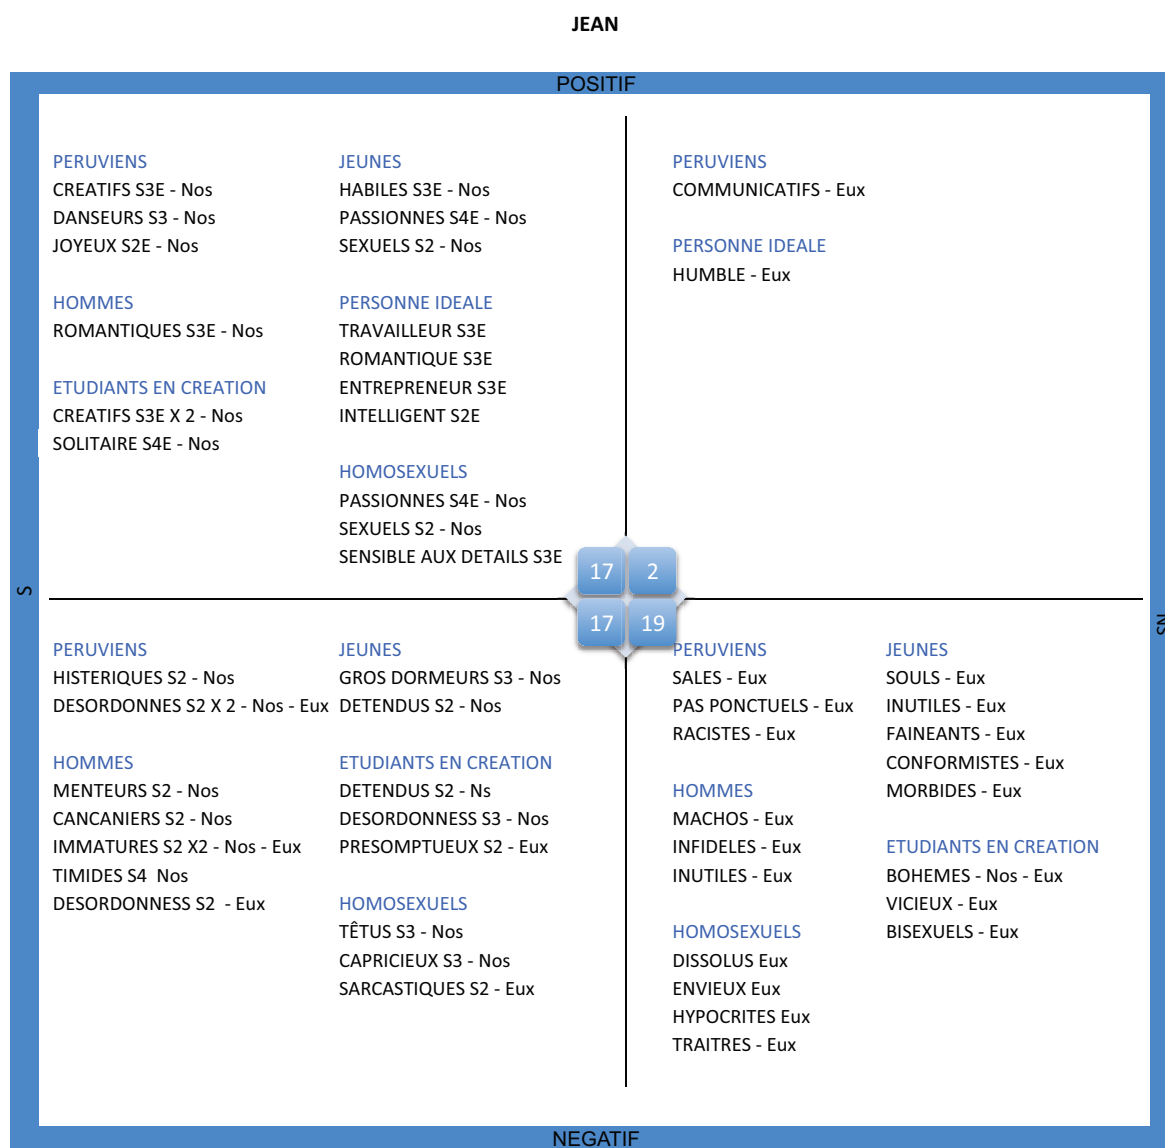 JEAN
POSITIF
PERUVIENS
CREATIFS S3E - Nos
DANSEURS S3 - Nos
JOYEUX S2E - Nos
HOMMES
ROMANTIQUES S3E - Nos
ETUDIANTS EN CREATION
CREATIFS S3E X 2 - Nos
SOLITAIRE S4E - Nos
JEUNES
HABILES S3E - Nos
PASSIONNES S4E - Nos
SEXUELS S2 - Nos
PERSONNE IDEALE
TRAVAILLEUR S3E
ROMANTIQUE S3E
ENTREPRENEUR S3E
INTELLIGENT S2E
HOMOSEXUELS
PASSIONNES S4E - Nos
SEXUELS S2 - Nos
SENSIBLE AUX DETAILS S3E
PERUVIENS
COMMUNICATIFS - Eux
PERSONNE IDEALE
HUMBLE - Eux
17 2
17 19
S
NS
PERUVIENS
HISTERIQUES S2 - Nos
DESORDONNES S2 X 2 - Nos - Eux
HOMMES
MENTEURS S2 - Nos
CANCANIERS S2 - Nos
IMMATURES S2 X2 - Nos - Eux
TIMIDES S4 Nos
DESORDONNESS S2 - Eux
JEUNES
GROS DORMEURS S3 - Nos
DETENDUS S2 - Nos
ETUDIANTS EN CREATION
DETENDUS S2 - Ns
DESORDONNESS S3 - Nos
PRESOMPTUEUX S2 - Eux
HOMOSEXUELS
TÊTUS S3 - Nos
CAPRICIEUX S3 - Nos
SARCASTIQUES S2 - Eux
PERUVIENS
SALES - Eux
PAS PONCTUELS - Eux
RACISTES - Eux
HOMMES
MACHOS - Eux
INFIDELES - Eux
INUTILES - Eux
HOMOSEXUELS
DISSOLUS Eux
ENVIEUX Eux
HYPOCRITES Eux
TRAITRES - Eux
JEUNES
SOULS - Eux
INUTILES - Eux
FAINEANTS - Eux
CONFORMISTES - Eux
MORBIDES - Eux
ETUDIANTS EN CREATION
BOHEMES - Nos - Eux
VICIEUX - Eux
BISEXUELS - Eux
NEGATIF